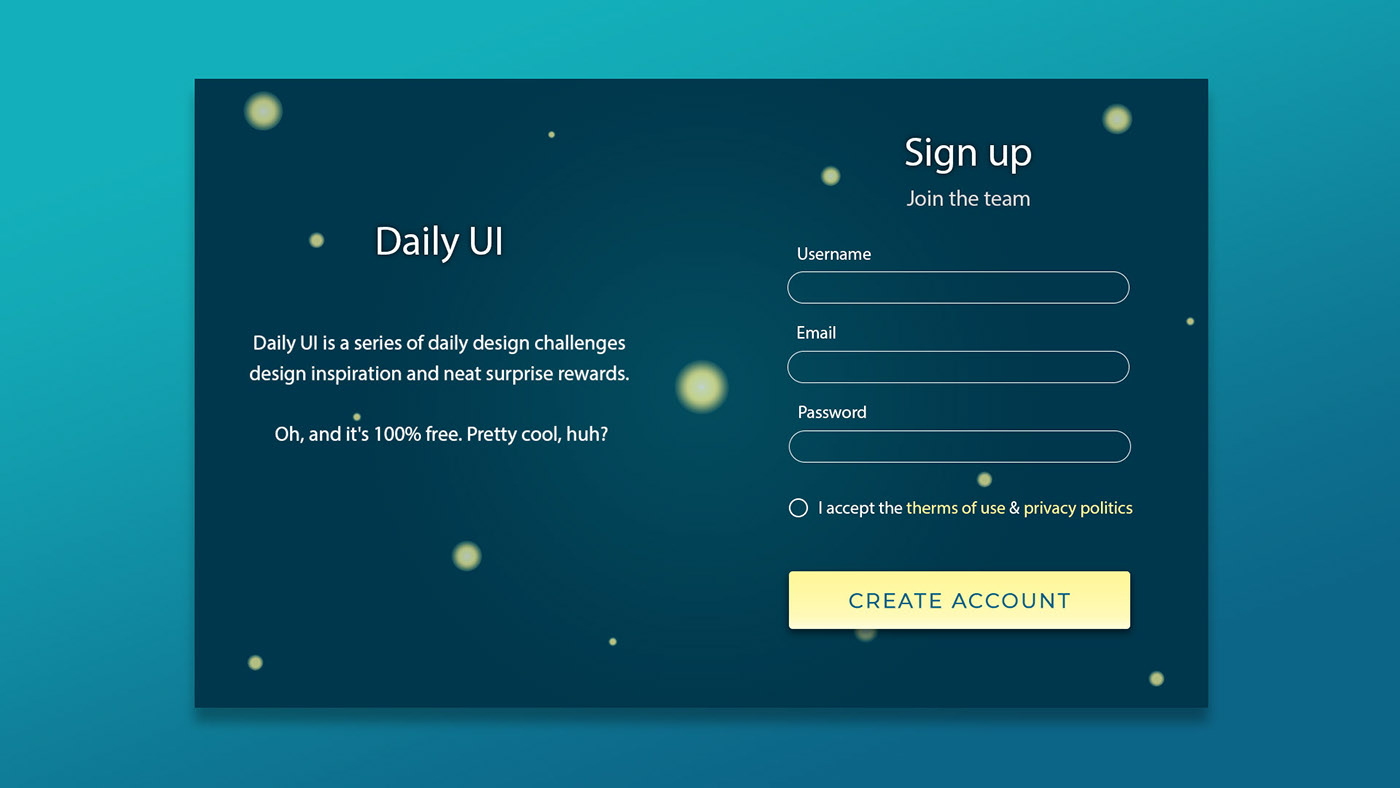 Daily UI
Daily UI is a series of daily design challenges
design inspiration and neat surprise rewards.
Oh, and it's 100% free. Pretty cool, huh?
Sign up
Join the team
Username
Email
Password
I accept the therms of use & privacy politics
CREATE ACCOUNT